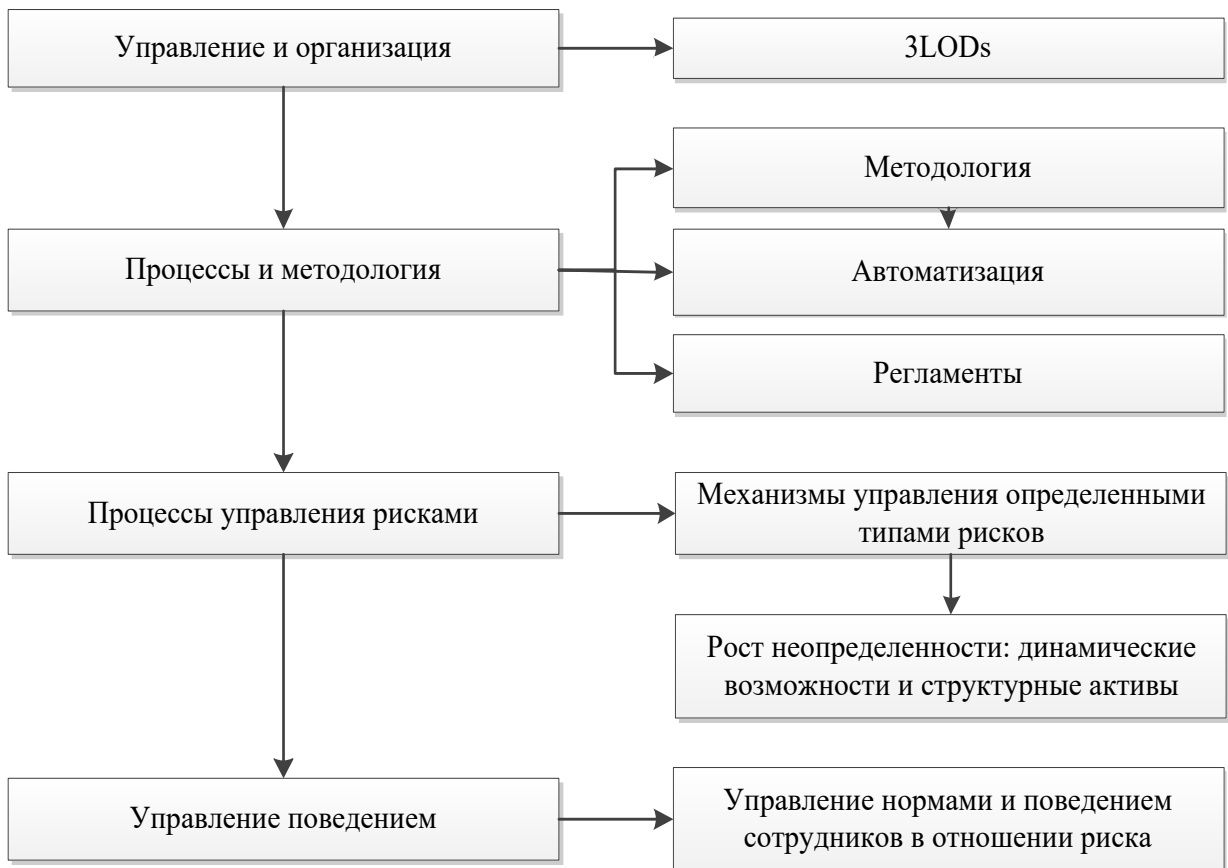 Управление и организация
3LODs
Методология
Процессы и методология
Автоматизация
Регламенты
Процессы управления рисками
Механизмы управления определенными
типами рисков
Рост неопределенности: динамические
возможности и структурные активы
Управление поведением
Управление нормами и поведением
сотрудников в отношении риска